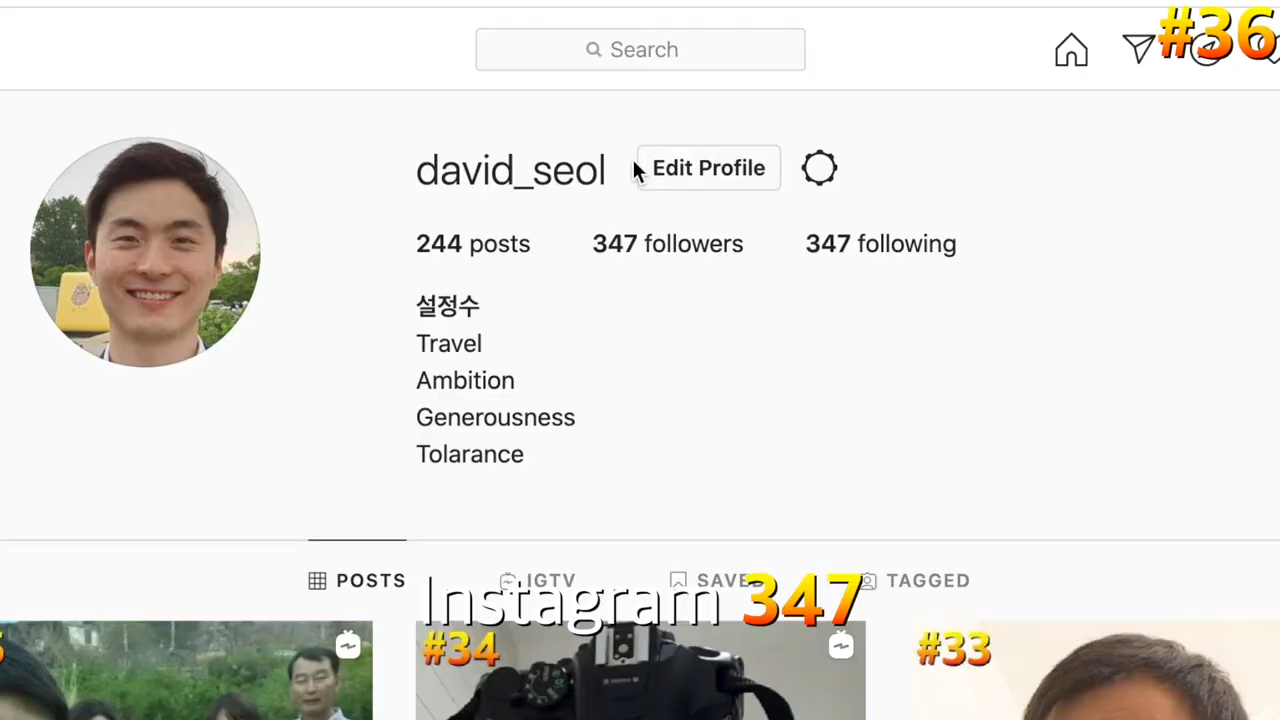 #36
Search
david_seol Edit Profile
244 posts 347 followers 347 following
설정수
Travel
Ambition
Generousness
Tolarance
POSTS IGTV SAVED TAGGED
Instagram 347
#34 #33